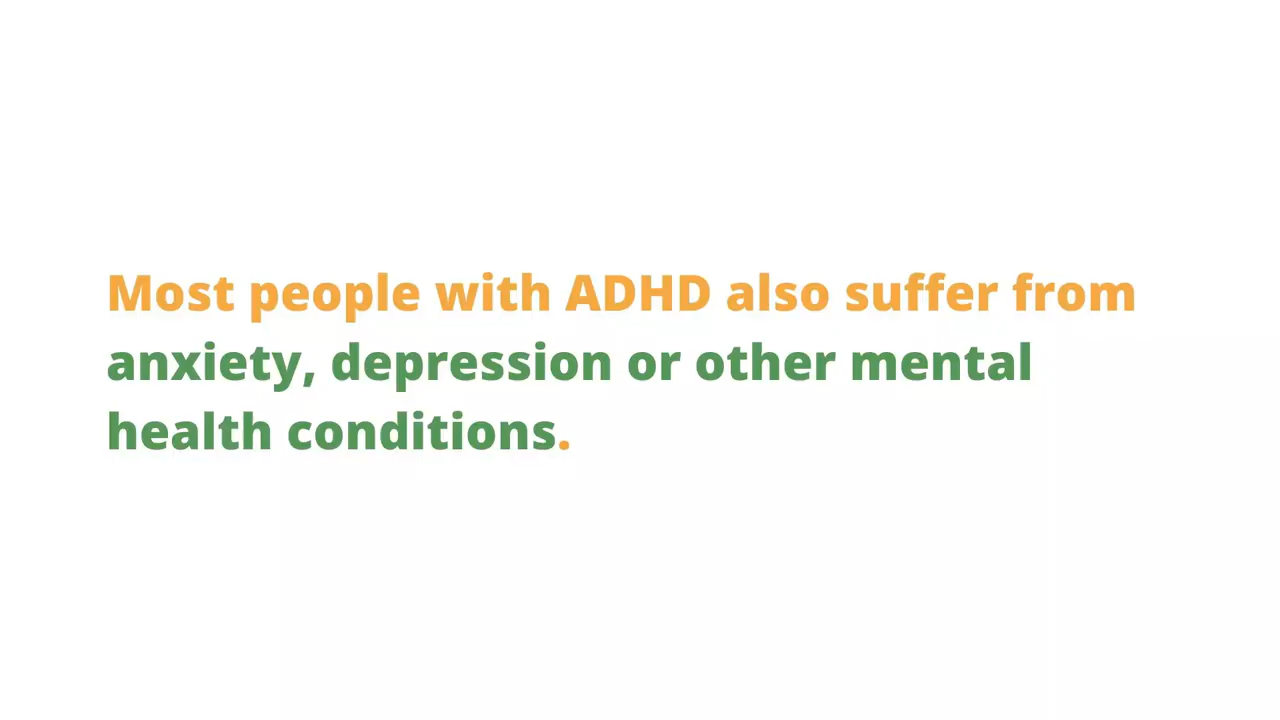 Most people with ADHD also suffer from
anxiety, depression or other mental
health conditions.